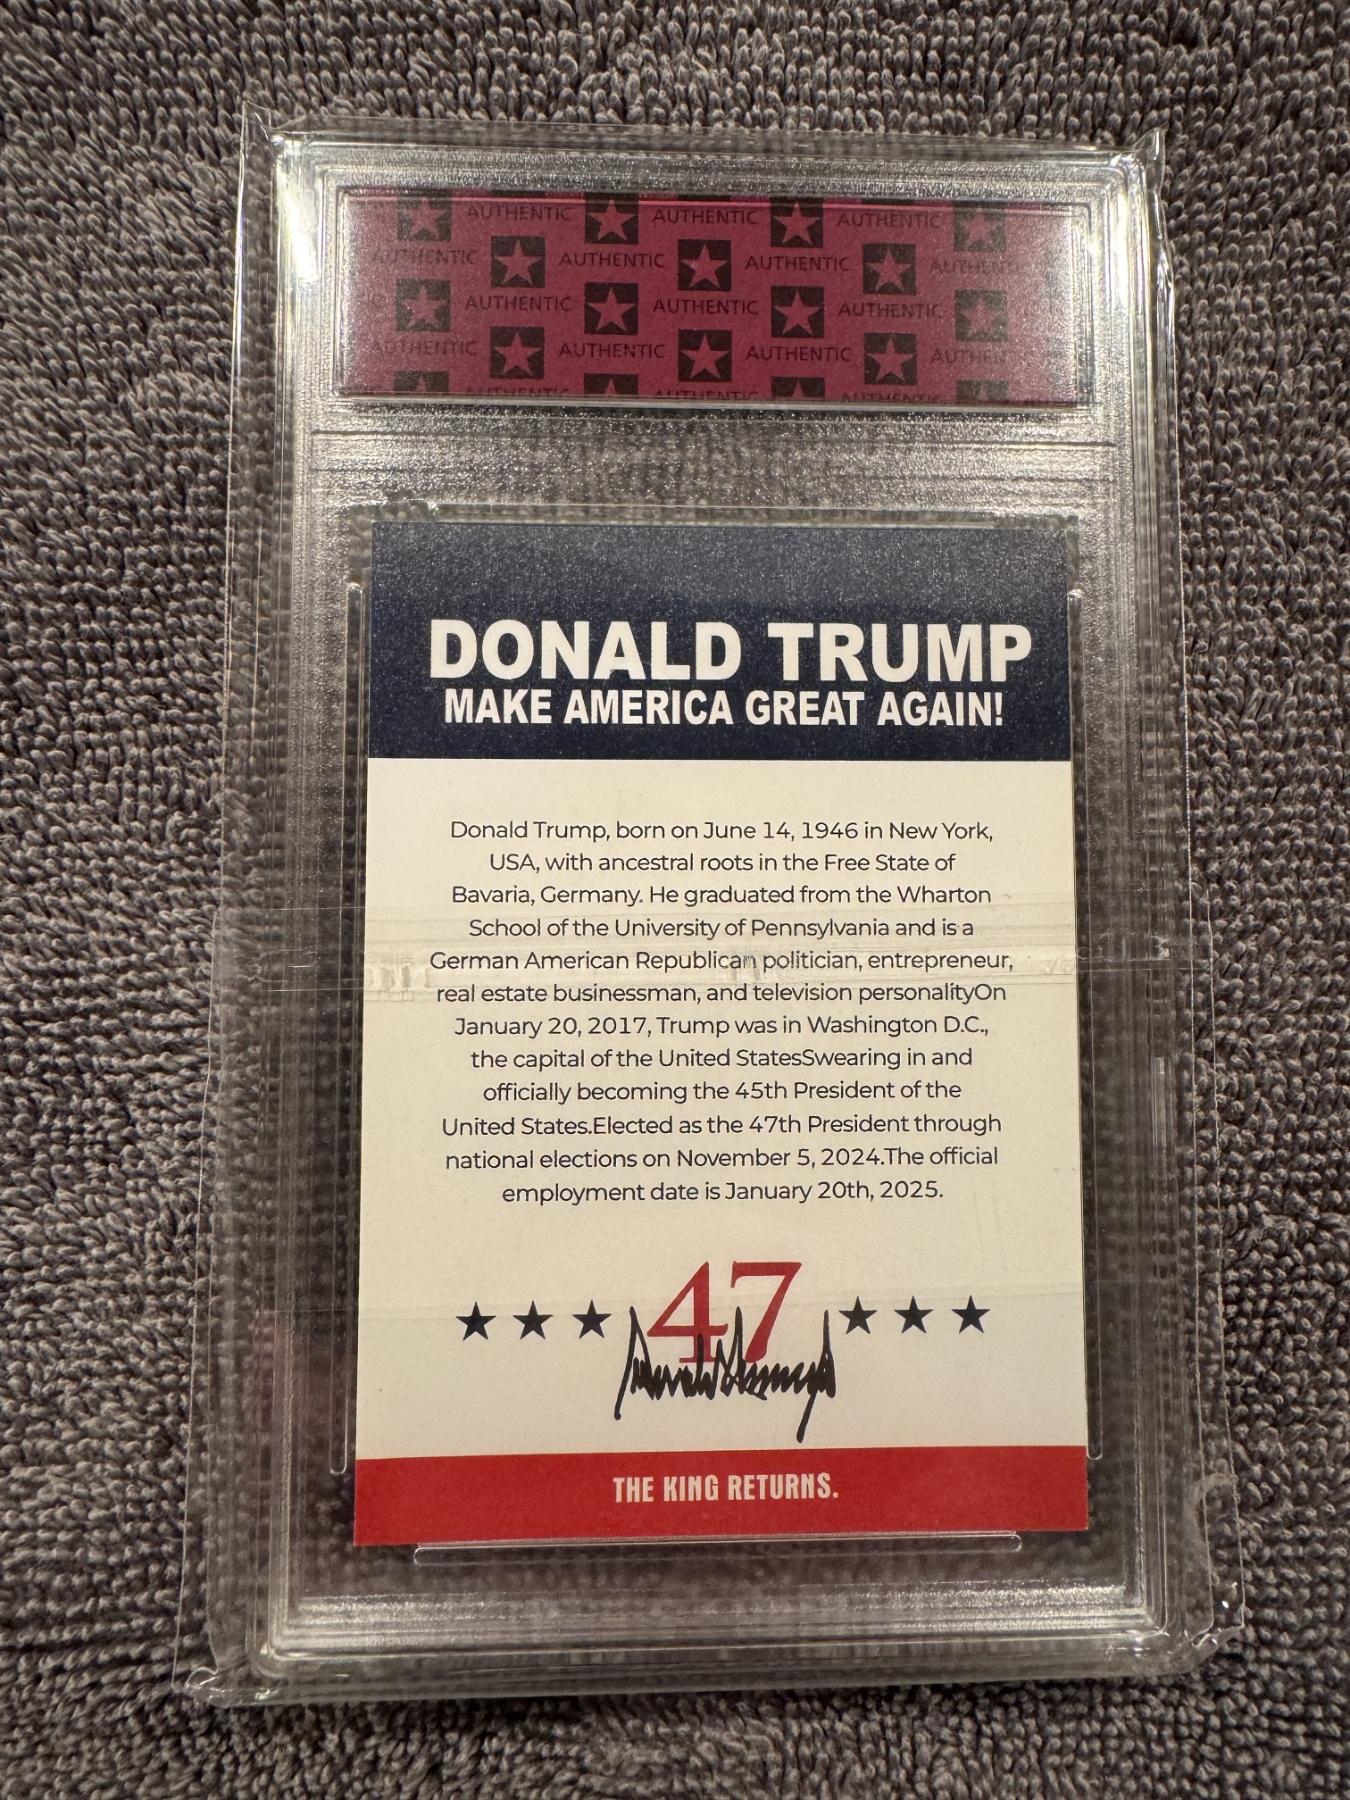 AUTHENTIC AUTHENTIC AUTHENTIC
AUTHENTIC AUTHENTIC AUTHENTIC AUTHENTIC
AUTHENTIC AUTHENTIC AUTHENTIC
AUTHENTIC AUTHENTIC AUTHENTIC AUTHENTIC
AUTHENTIC AUTHENTIC AUTHENTIC
DONALD TRUMP
MAKE AMERICA GREAT AGAIN!
Donald Trump, born on June 14, 1946 in New York,
USA, with ancestral roots in the Free State of
Bavaria, Germany. He graduated from the Wharton
School of the University of Pennsylvania and is a
German American Republican politician, entrepreneur,
real estate businessman, and television personalityOn
January 20, 2017, Trump was in Washington D.C.,
the capital of the United StatesSwearing in and
officially becoming the 45th President of the
United States.Elected as the 47th President through
national elections on November 5, 2024.The official
employment date is January 20th, 2025.
47
THE KING RETURNS.